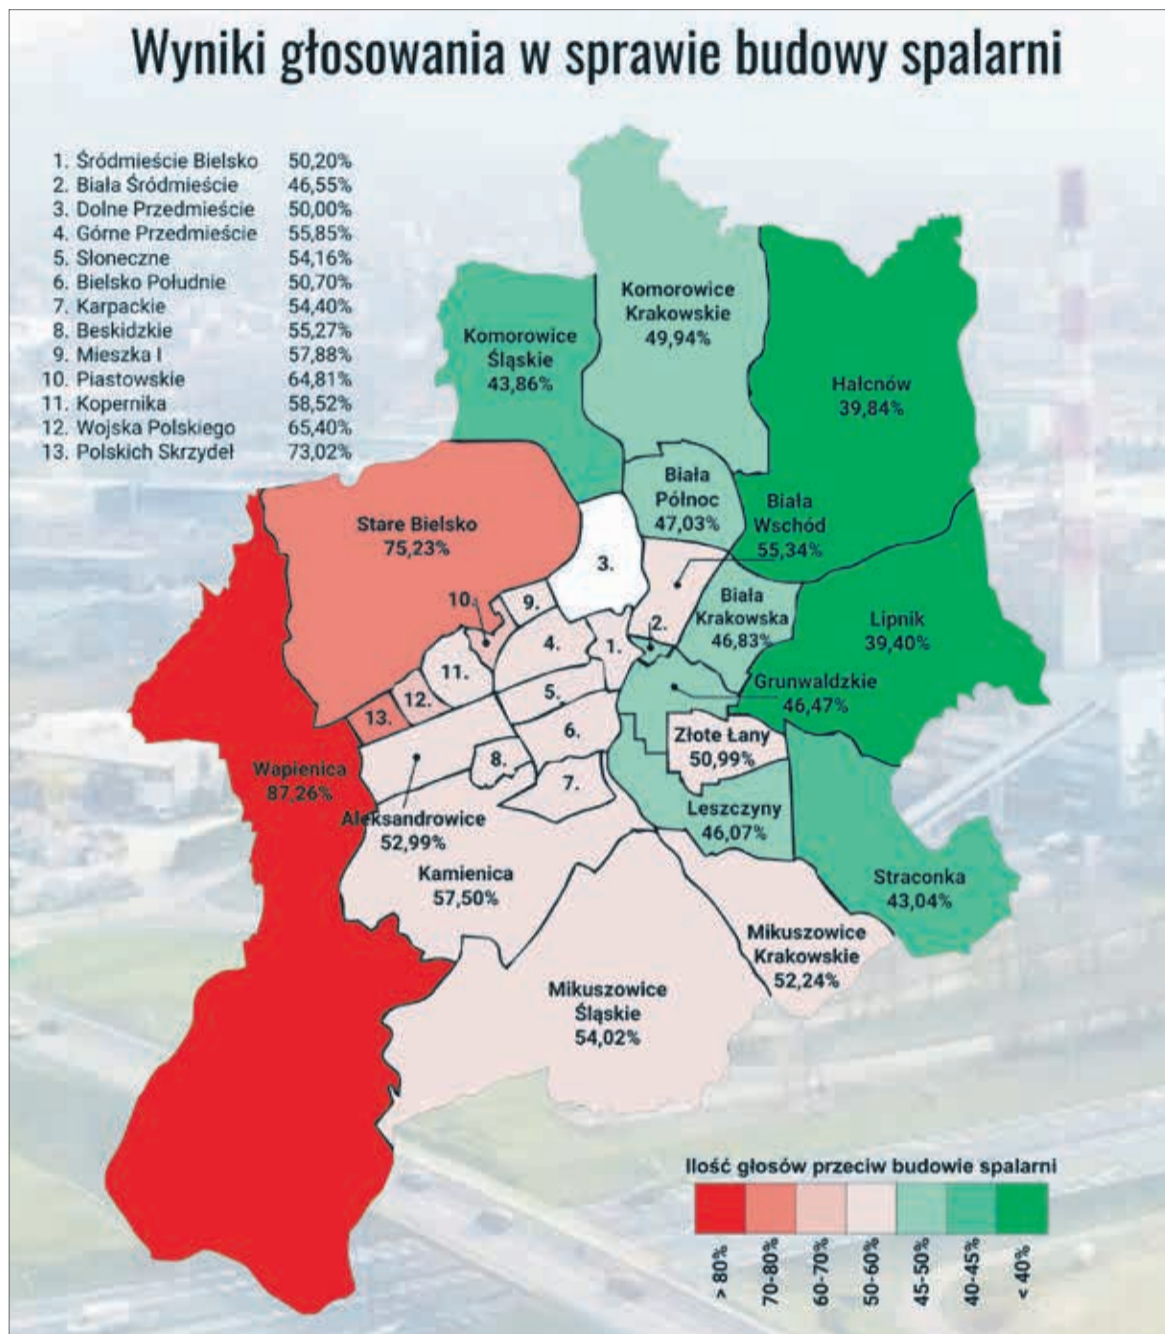 Wyniki głosowania w sprawie budowy spalarni
1. Śródmieście Bielsko 50,20%
2. Biała Śródmieście 46,55%
3. Dolne Przedmieście 50,00%
4. Górne Przedmieście 55,85%
5. Słoneczne 54,16%
6. Bielsko Południe 50,70%
7. Karpackie 54,40%
8. Beskidzkie 55,27%
9. Mieszka I 57,88%
10. Piastowskie 64,81%
11. Kopernika 58,52%
12. Wojska Polskiego 65,40%
13. Polskich Skrzydeł 73,02%
Komorowice
Krakowskie
49,94%
Komorowice
Śląskie
43,86%
Hałcnów
39,84%
Biała
Północ
47,03%
Biała
Wschód
55,34%
Stare Bielsko
75,23%
3.
10.
9.
Biała
Krakowska
46,83%
Lipnik
39,40%
2.
4.
1.
11.
12.
5.
13.
6.
Grunwaldzkie
46,47%
Złote Łany
50,99%
8.
7.
Wapienica
87,26%
Aleksandrowice
52,99%
Leszczyny
46,07%
Kamienica
57,50%
Straconka
43,04%
Mikuszowice
Krakowskie
52,24%
Mikuszowice
Śląskie
54,02%
Ilość głosów przeciw budowie spalarni
> 80%
70-80%
60-70%
50-60%
45-50%
40-45%
< 40%